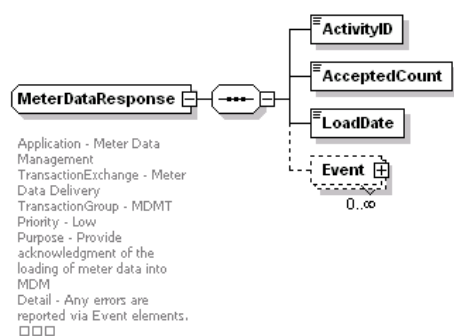 ActivityID
AcceptedCount
MeterDataResponse
LoadDate
Event
0..∞
Application - Meter Data
Management
TransactionExchange - Meter
Data Delivery
TransactionGroup - MDMT
Priority - Low
Purpose - Provide
acknowledgment of the
loading of meter data into
MDM
Detail - Any errors are
reported via Event elements.